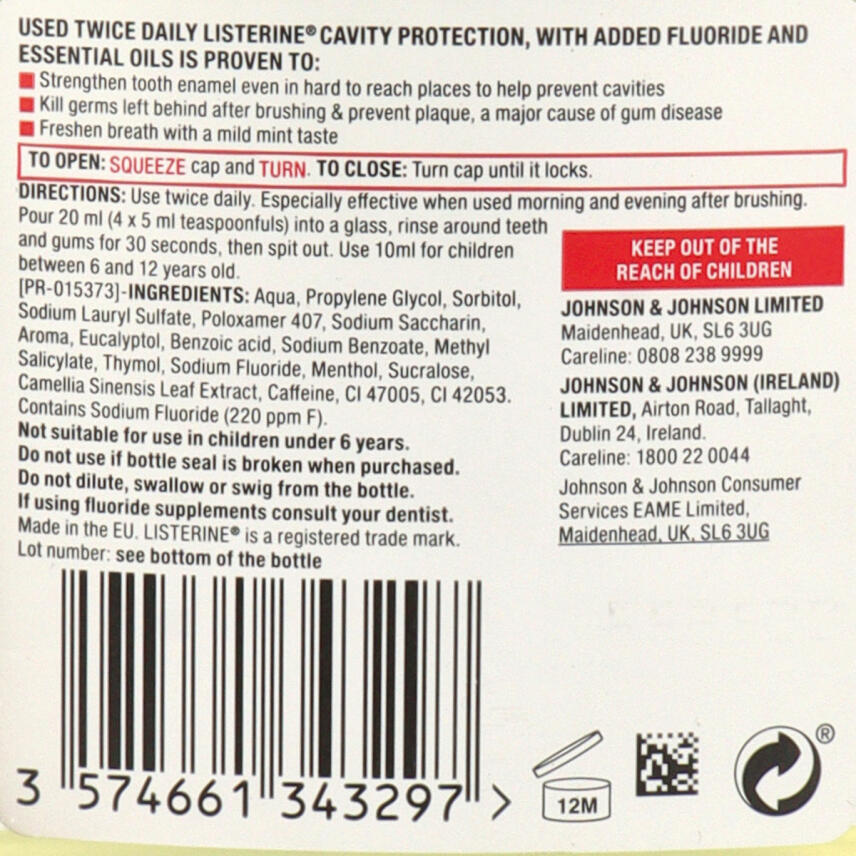 USED TWICE DAILY LISTERINE® CAVITY PROTECTION, WITH ADDED FLUORIDE AND
ESSENTIAL OILS IS PROVEN TO:
Strengthen tooth enamel even in hard to reach places to help prevent cavities
Kill germs left behind after brushing & prevent plaque, a major cause of gum disease
Freshen breath with a mild mint taste
TO OPEN: SQUEEZE cap and TURN. TO CLOSE: Turn cap until it locks.
DIRECTIONS: Use twice daily. Especially effective when used morning and evening after brushing.
Pour 20 ml (4 x 5 ml teaspoonfuls) into a glass, rinse around teeth
and gums for 30 seconds, then spit out. Use 10ml for children
between 6 and 12 years old.
[PR-015373]-INGREDIENTS: Aqua, Propylene Glycol, Sorbitol,
Sodium Lauryl Sulfate, Poloxamer 407, Sodium Saccharin,
Aroma, Eucalyptol, Benzoic acid, Sodium Benzoate, Methyl
Salicylate, Thymol, Sodium Fluoride, Menthol, Sucralose,
Camellia Sinensis Leaf Extract, Caffeine, CI 47005, CI 42053.
Contains Sodium Fluoride (220 ppm F).
Not suitable for use in children under 6 years.
Do not use if bottle seal is broken when purchased.
Do not dilute, swallow or swig from the bottle.
If using fluoride supplements consult your dentist.
Made in the EU. LISTERINE® is a registered trade mark.
Lot number: see bottom of the bottle
KEEP OUT OF THE
REACH OF CHILDREN
JOHNSON & JOHNSON LIMITED
Maidenhead, UK, SL6 3UG
Careline: 0808 238 9999
JOHNSON & JOHNSON (IRELAND)
LIMITED, Airton Road, Tallaght,
Dublin 24, Ireland.
Careline: 1800 22 0044
Johnson & Johnson Consumer
Services EAME Limited,
Maidenhead, UK, SL6 3UG
3 574661 343297 >
12M
®